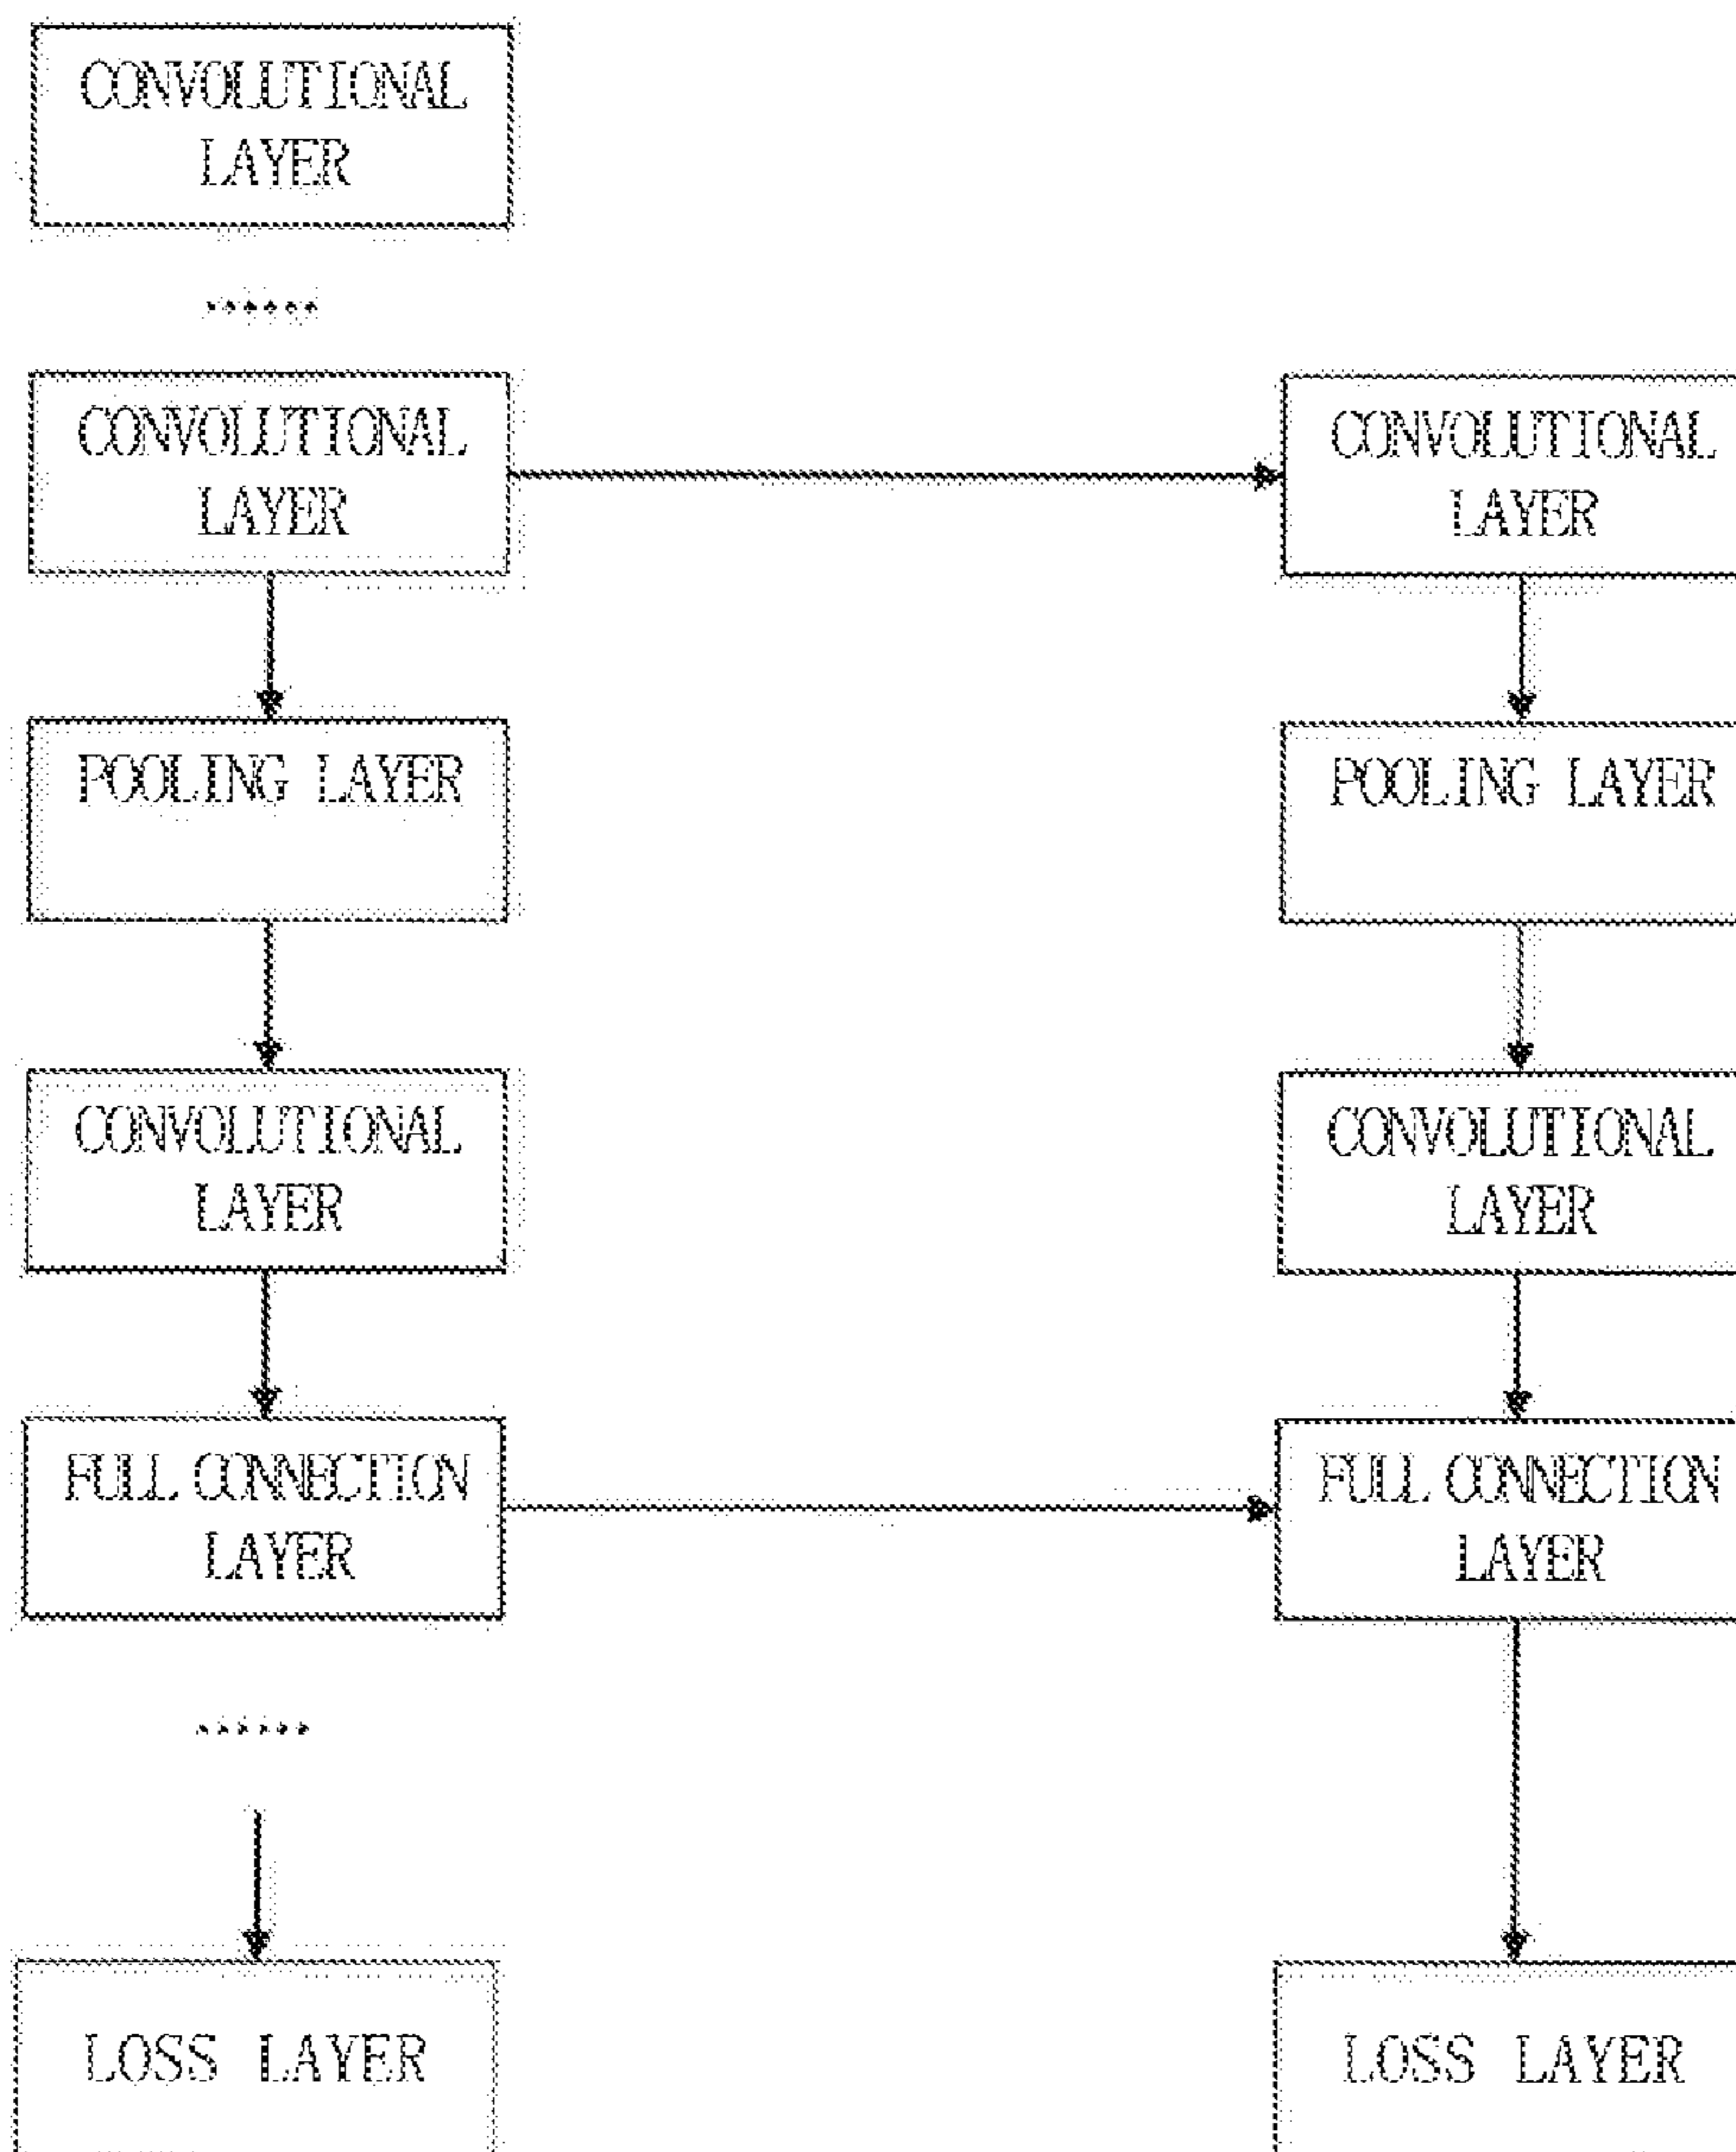 CONVOLUTIONAL
LAYER
......
CONVOLUTIONAL
LAYER
CONVOLUTIONAL
LAYER
POOLING LAYER
POOLING LAYER
CONVOLUTIONAL
LAYER
CONVOLUTIONAL
LAYER
FULL CONNECTION
LAYER
FULL CONNECTION
LAYER
......
LOSS LAYER
LOSS LAYER